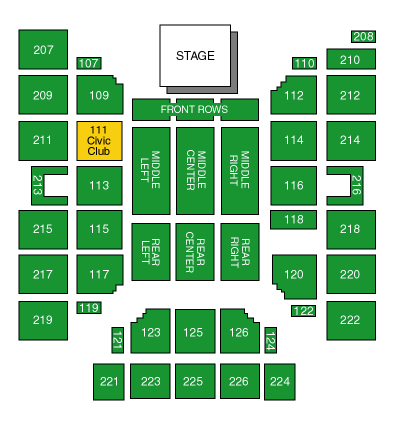 STAGE
208
207
107
110
210
209
109
112
212
FRONT ROWS
211
111
Civic
Club
MIDDLE
LEFT
MIDDLE
CENTER
MIDDLE
RIGHT
114
214
213
113
116
216
215
115
REAR
LEFT
REAR
CENTER
REAR
RIGHT
118
218
217
117
120
220
219
119
122
222
121
123
125
126
124
221
223
225
226
224